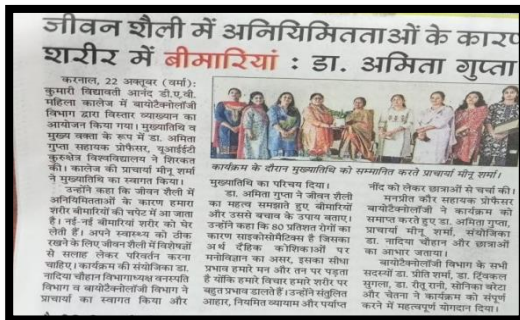 जीवन शैली में अनियिमितताओं के कारण
शरीर में बीमारियां : डा. अमिता गुप्ता
करनाल, 22 अक्तूबर (वर्मा):
कुमारी विद्यावती आनंद डी.ए.वी.
महिला कालेज में बायोटैक्नोलॉजी
विभाग द्वारा विस्तार व्याख्यान का
आयोजन किया गया। मुख्यातिथि व
मुख्य वक्ता के रूप में डा. अमिता
गुप्ता सहायक प्रोफैसर, यूआईईटी
कुरुक्षेत्र विश्वविद्यालय ने शिरकत
की। कालेज की प्राचार्या मीनू शर्मा
ने मुख्यातिथि का स्वागत किया।
उन्होंने कहा कि जीवन शैली में
अनियमितताओं के कारण हमारा
शरीर बीमारियों की चपेट में आ जाता
है। नई-नई बीमारियां शरीर को घेर
लेती हैं। अपने स्वास्थ्य को ठीक
रखने के लिए जीवन शैली में विशेषज्ञों
से सलाह लेकर परिवर्तन करना
चाहिए। कार्यक्रम की संयोजिका डा.
नादिया चौहान विभागाध्यक्ष वनस्पति
विभाग व बायोटैक्नोलॉजी विभाग ने
प्राचार्या का स्वागत किया और
कार्यक्रम के दौरान मुख्यातिथि को सम्मानित करते प्राचार्या मीनू शर्मा।
मुख्यातिथि का परिचय दिया।
डा. अमिता गुप्ता ने जीवन शैली
का महत्व समझाते हुए बीमारियों
और उससे बचाव के उपाय बताए।
उन्होंने कहा कि 80 प्रतिशत रोगों का
कारण साइकोसोमैटिक्स है जिसका
अर्थ दैहिक कोशिकाओं पर
मनोविज्ञान का असर, इसका सीधा
प्रभाव हमारे मन और तन पर पड़ता
है क्योंकि हमारे विचार हमारे शरीर पर
बहुत प्रभाव डालते हैं। उन्होंने संतुलित
आहार, नियमित व्यायाम और पर्याप्त
नींद को लेकर छात्राओं से चर्चा की।
मनप्रीत कौर सहायक प्रोफैसर
बायोटैक्नोलॉजी ने कार्यक्रम को
समाप्त करते हुए डा. अमिता गुप्ता,
प्राचार्या मीनू शर्मा, संयोजिका
डा. नादिया चौहान और छात्राओं
का आभार जताया।
बायोटैक्नोलॉजी विभाग के सभी
सदस्यों डा. प्रीति शर्मा, डा. ट्विंकल
सुगला, डा. रीतू रानी, सोनिका बरेटा
और चेतना ने कार्यक्रम को संपूर्ण
करने में महत्वपूर्ण योगदान दिया।